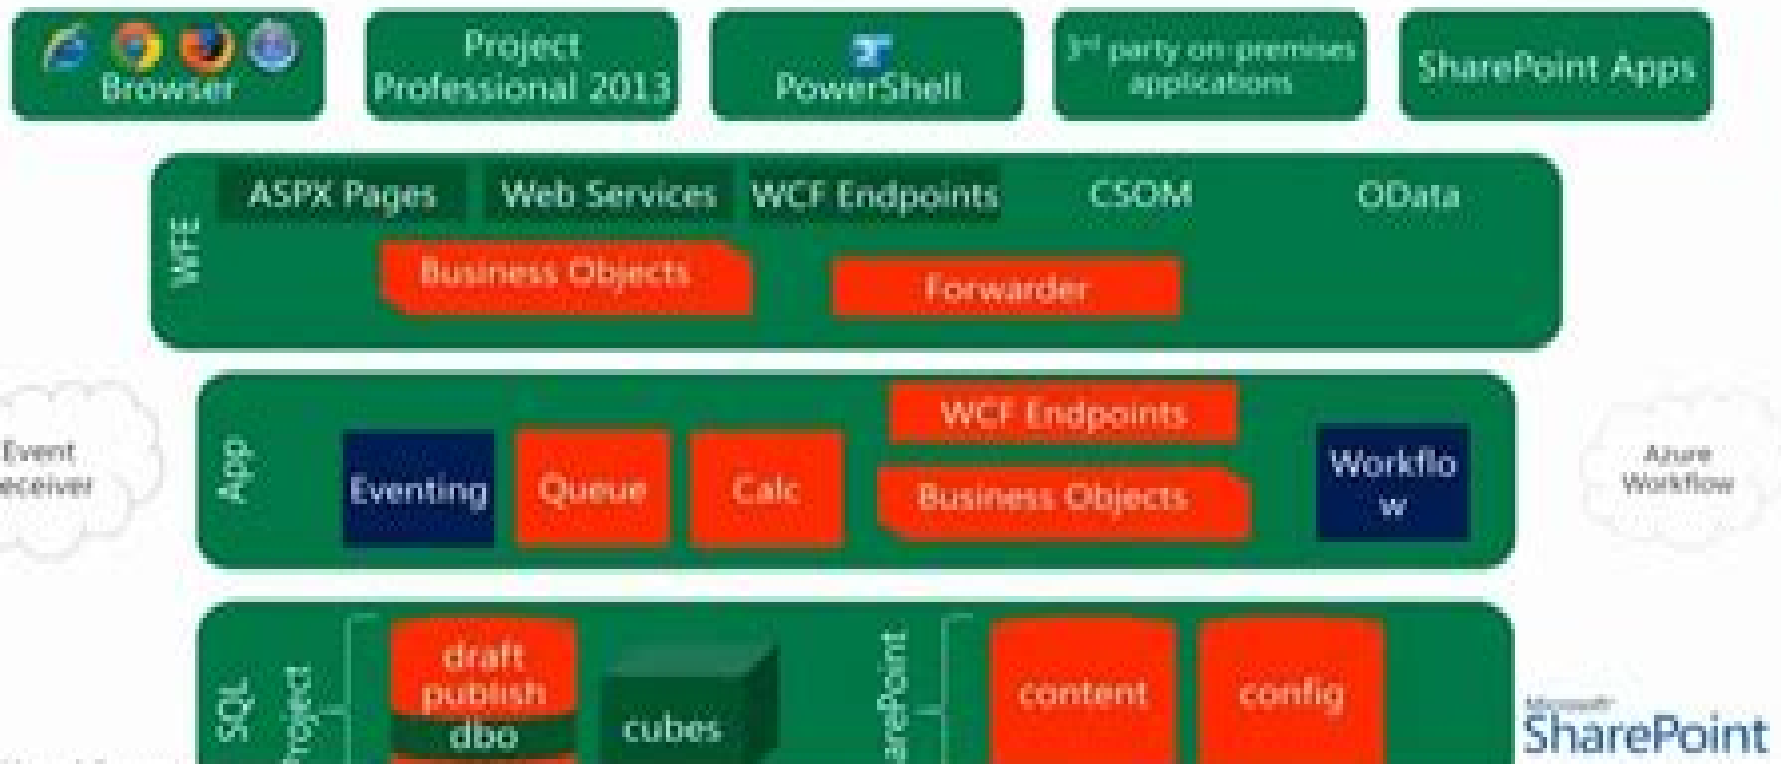 Browser
Project
Professional 2013
PowerShell
3rd party on-premises
applications
SharePoint Apps
WFE
ASPX Pages
Web Services
WCF Endpoints
CSOM
OData
Business Objects
Forwarder
Event
eceiver
App
Eventing
Queue
Calc
WCF Endpoints
Business Objects
Workflo
w
Azure
Workflow
SQL
Project
draft
publish
dbo
cubes
arePoint
content
config
Microsoft
SharePoint